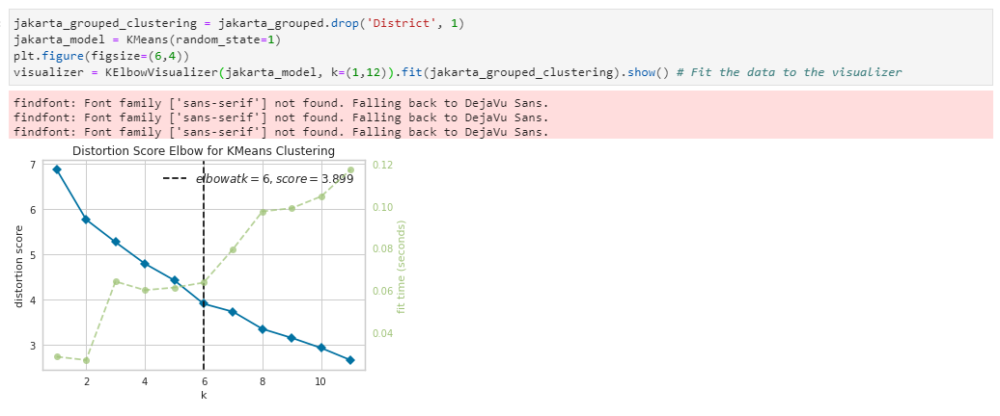 jakarta_grouped_clustering = jakarta_grouped.drop('District', 1)
jakarta_model = KMeans(random_state=1)
plt.figure(figsize=(6,4))
visualizer = KElbowVisualizer(jakarta_model, k=(1,12)).fit(jakarta_grouped_clustering).show() # Fit the data to the visualizer
findfont: Font family ['sans-serif'] not found. Falling back to DejaVu Sans.
findfont: Font family ['sans-serif'] not found. Falling back to DejaVu Sans.
findfont: Font family ['sans-serif'] not found. Falling back to DejaVu Sans.
Distortion Score Elbow for KMeans Clustering
elbowatk = 6, score = 3.899
distortion score
7
6
5
4
3
0.12
0.10
0.08
0.06
0.04
fit time (seconds)
2 4 6 8 10
k